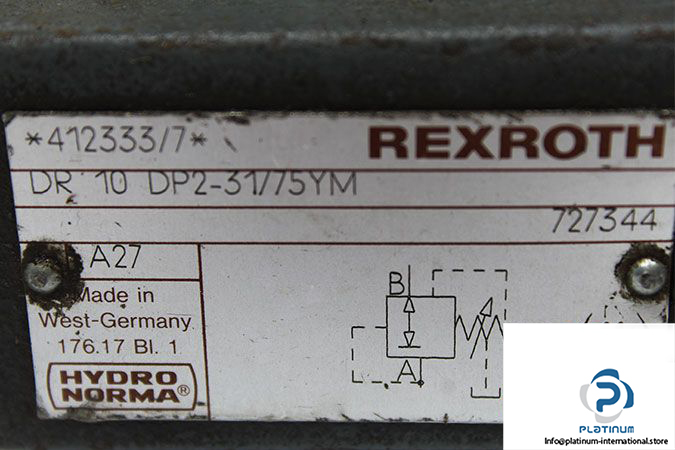 *412333/7*
REXROTH
DR 10 DP2-31/75YM
727344
A27
Made in
West-Germany
176.17 Bl. 1
HYDRO
NORMA®
B
A
PLATINUM
Info@platinum-international.store